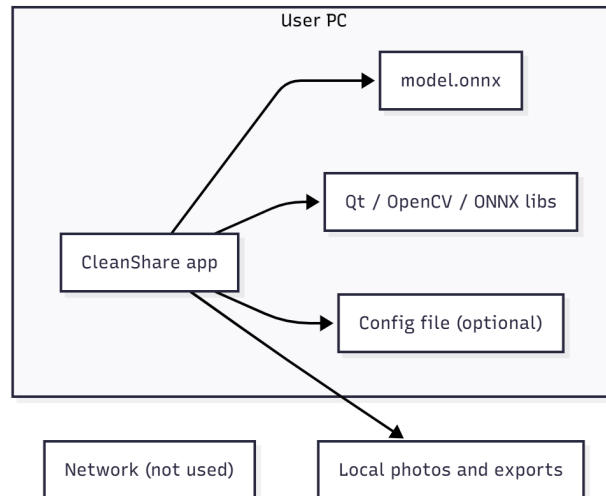 User PC
model.onnx
Qt / OpenCV / ONNX libs
CleanShare app
Config file (optional)
Network (not used)
Local photos and exports